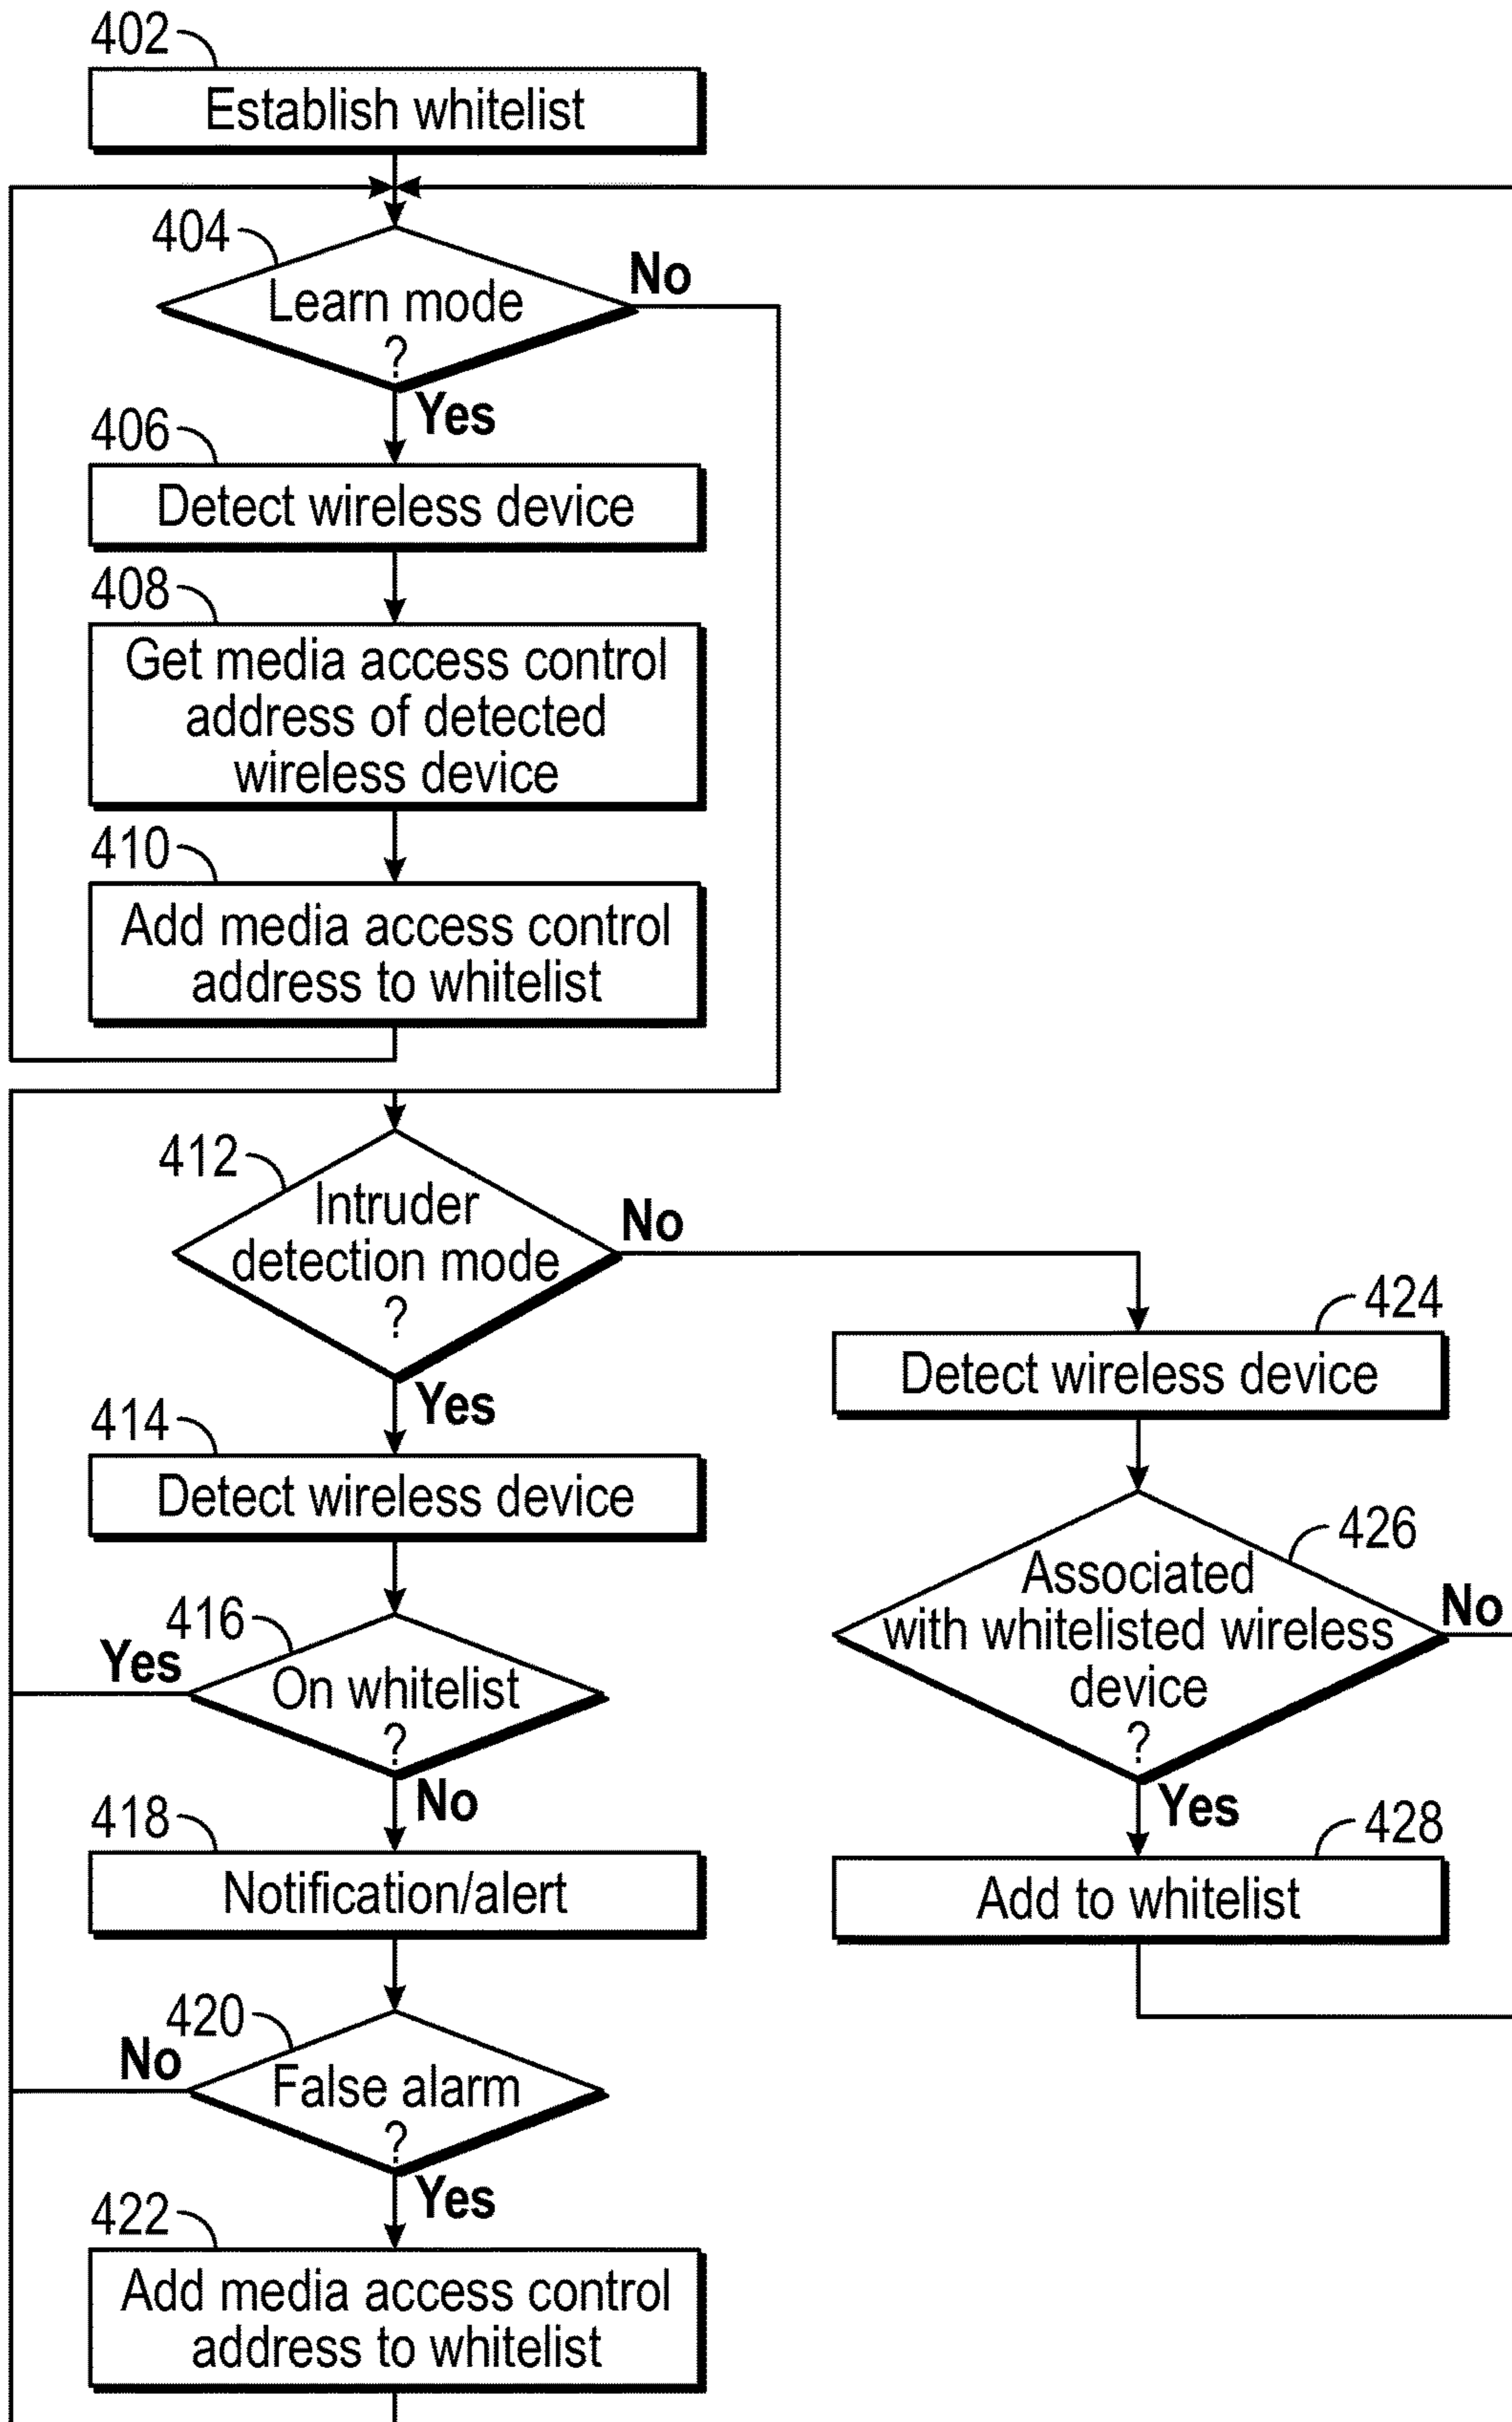 402
Establish whitelist
404
No
Learn mode
?
Yes
406
Detect wireless device
408
Get media access control
address of detected
wireless device
410
Add media access control
address to whitelist
412
Intruder
detection mode
?
No
Yes
414
Detect wireless device
416
Yes
On whitelist
?
No
418
Notification/alert
420
No
False alarm
?
Yes
422
Add media access control
address to whitelist
424
Detect wireless device
426
Associated
with whitelisted wireless
device
?
No
Yes
428
Add to whitelist